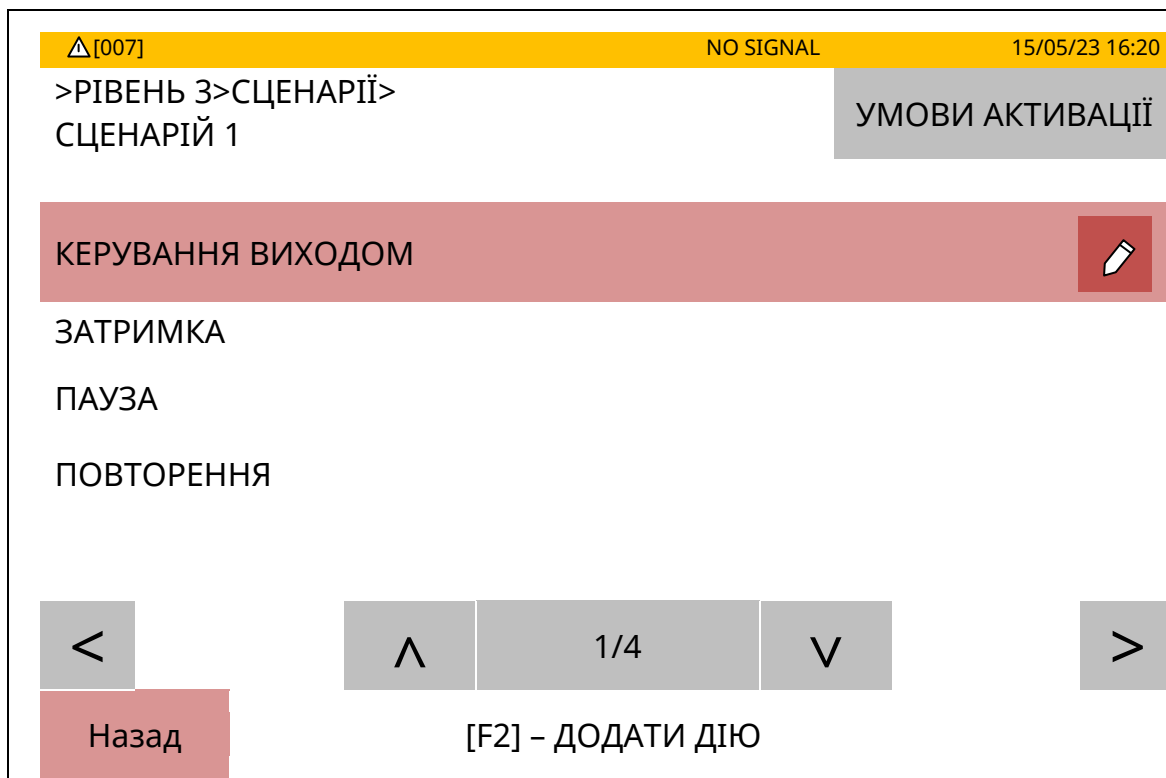 ⚠[007] NO SIGNAL 15/05/23 16:20
>РІВЕНЬ 3>СЦЕНАРІЇ>
СЦЕНАРІЙ 1
УМОВИ АКТИВАЦІЇ
КЕРУВАННЯ ВИХОДОМ
ЗАТРИМКА
ПАУЗА
ПОВТОРЕННЯ
< ᐱ 1/4 ᐯ >
Назад [F2] – ДОДАТИ ДІЮ